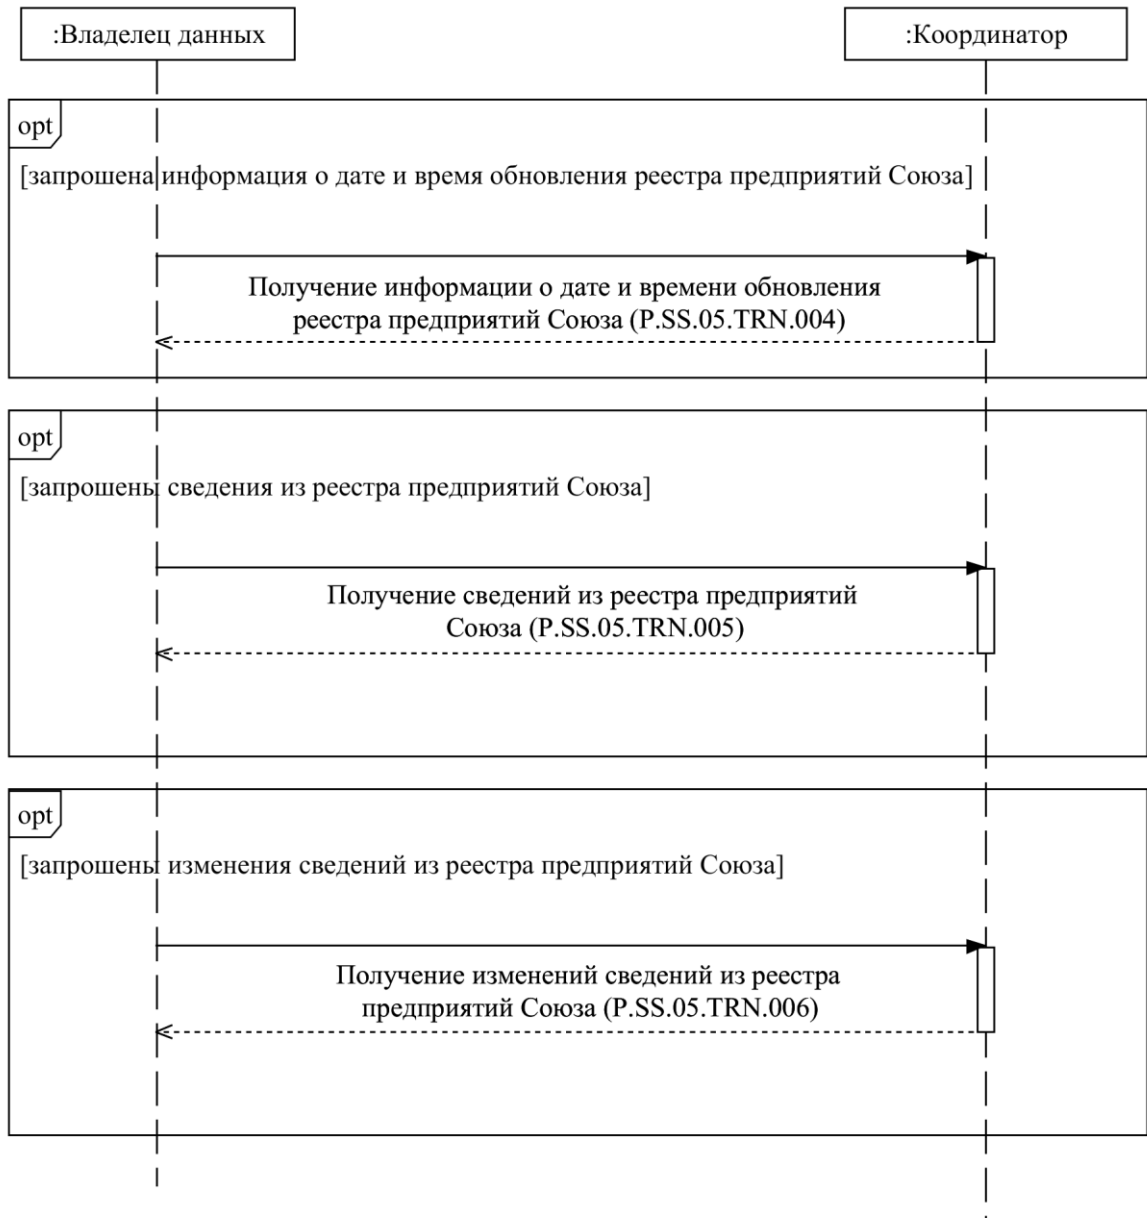 :Владелец данных
:Координатор
opt
[запрошена информация о дате и время обновления реестра предприятий Союза]
Получение информации о дате и времени обновления
реестра предприятий Союза (P.SS.05.TRN.004)
opt
[запрошены сведения из реестра предприятий Союза]
Получение сведений из реестра предприятий
Союза (P.SS.05.TRN.005)
opt
[запрошены изменения сведений из реестра предприятий Союза]
Получение изменений сведений из реестра
предприятий Союза (P.SS.05.TRN.006)